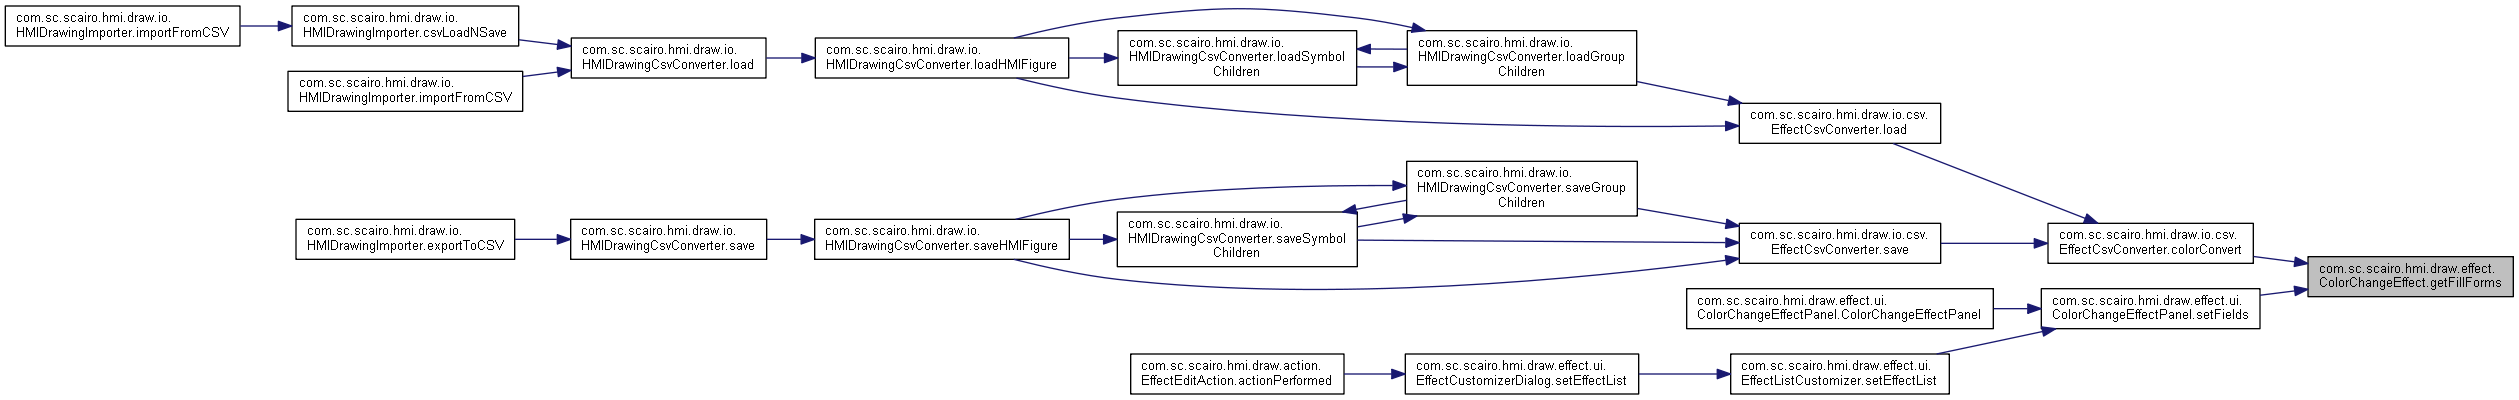 com.sc.scairo.hmi.draw.io.
HMIDrawingImporter.importFromCSV
com.sc.scairo.hmi.draw.io.
HMIDrawingImporter.csvLoadNSave
com.sc.scairo.hmi.draw.io.
HMIDrawingImporter.importFromCSV
com.sc.scairo.hmi.draw.io.
HMIDrawingCsvConverter.load
com.sc.scairo.hmi.draw.io.
HMIDrawingCsvConverter.loadHMIFigure
com.sc.scairo.hmi.draw.io.
HMIDrawingCsvConverter.loadSymbol
Children
com.sc.scairo.hmi.draw.io.
HMIDrawingCsvConverter.loadGroup
Children
com.sc.scairo.hmi.draw.io.csv.
EffectCsvConverter.load
com.sc.scairo.hmi.draw.io.
HMIDrawingImporter.exportToCSV
com.sc.scairo.hmi.draw.io.
HMIDrawingCsvConverter.save
com.sc.scairo.hmi.draw.io.
HMIDrawingCsvConverter.saveHMIFigure
com.sc.scairo.hmi.draw.io.
HMIDrawingCsvConverter.saveSymbol
Children
com.sc.scairo.hmi.draw.io.
HMIDrawingCsvConverter.saveGroup
Children
com.sc.scairo.hmi.draw.io.csv.
EffectCsvConverter.save
com.sc.scairo.hmi.draw.io.csv.
EffectCsvConverter.colorConvert
com.sc.scairo.hmi.draw.effect.
ColorChangeEffect.getFillForms
com.sc.scairo.hmi.draw.effect.ui.
ColorChangeEffectPanel.ColorChangeEffectPanel
com.sc.scairo.hmi.draw.effect.ui.
ColorChangeEffectPanel.setFields
com.sc.scairo.hmi.draw.action.
EffectEditAction.actionPerformed
com.sc.scairo.hmi.draw.effect.ui.
EffectCustomizerDialog.setEffectList
com.sc.scairo.hmi.draw.effect.ui.
EffectListCustomizer.setEffectList